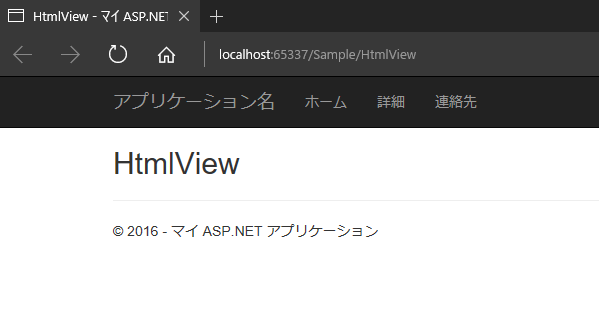 HtmlView - マイ ASP.NET
localhost:65337/Sample/HtmlView
アプリケーション名 ホーム 詳細 連絡先
HtmlView
© 2016 - マイ ASP.NET アプリケーション